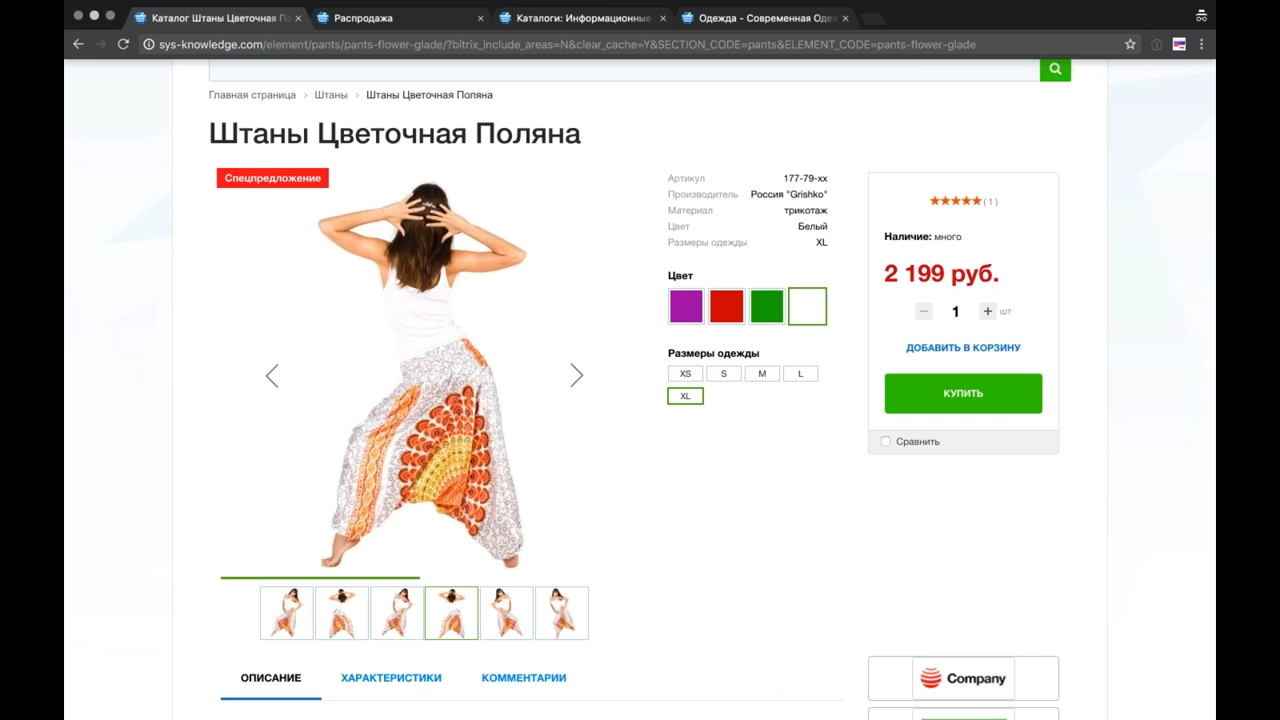 Каталог Штаны Цветочная По
Распродажа
Каталоги: Информационные
Одежда - Современная Оде
sys-knowledge.com/element/pants/pants-flower-glade/?bitrix_include_areas=N&clear_cache=Y&SECTION_CODE=pants&ELEMENT_CODE=pants-flower-glade
Главная страница > Штаны > Штаны Цветочная Поляна
Штаны Цветочная Поляна
Спецпредложение
Артикул 177-79-xx
Производитель Россия "Grishko"
Материал трикотаж
Цвет Белый
Размеры одежды XL
Цвет
Размеры одежды
XS S M L
XL
(1)
Наличие: много
2 199 руб.
− 1 + шт
ДОБАВИТЬ В КОРЗИНУ
КУПИТЬ
Сравнить
ОПИСАНИЕ ХАРАКТЕРИСТИКИ КОММЕНТАРИИ
Company